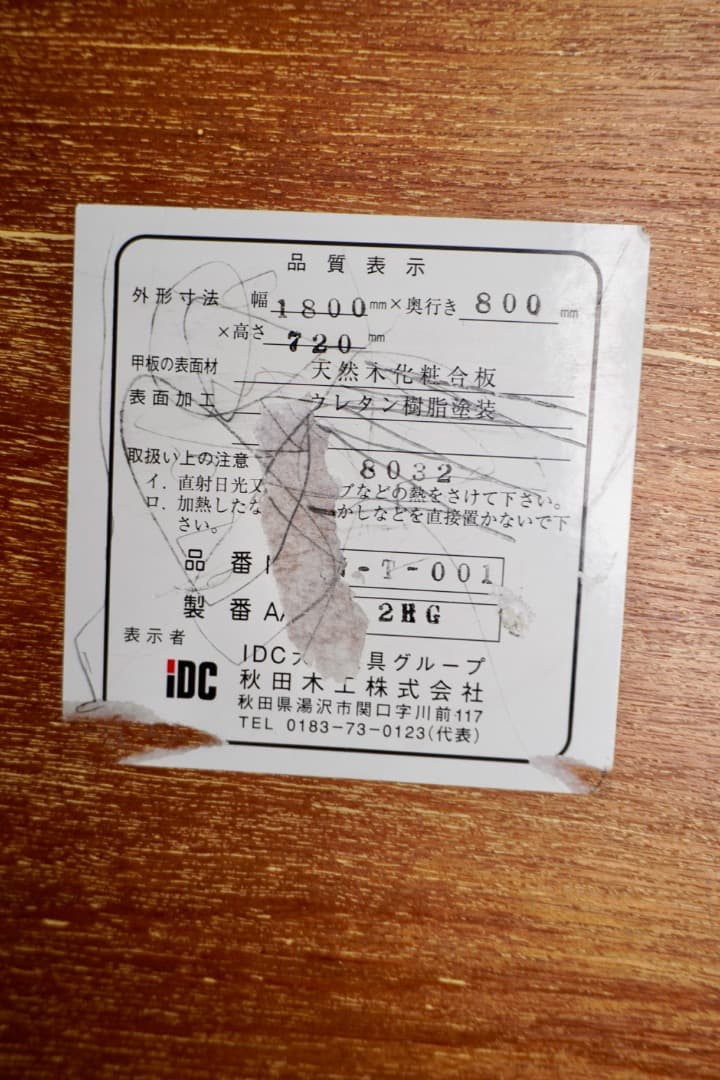 品質表示
外形寸法 幅 1800 mm × 奥行き 800 mm
×高さ 720 mm
甲板の表面材 天然木化粧合板
表面加工 ウレタン樹脂塗装
取扱い上の注意 8032
イ. 直射日光又 ブなどの熱をさけて下さい。
ロ. 加熱したな かしなどを直接置かないで下
さい。
品番 -T-001
製番 AA 2HG
表示者
iDC
IDC大 具グループ
秋田木工株式会社
秋田県湯沢市関口字川前117
TEL 0183-73-0123(代表)